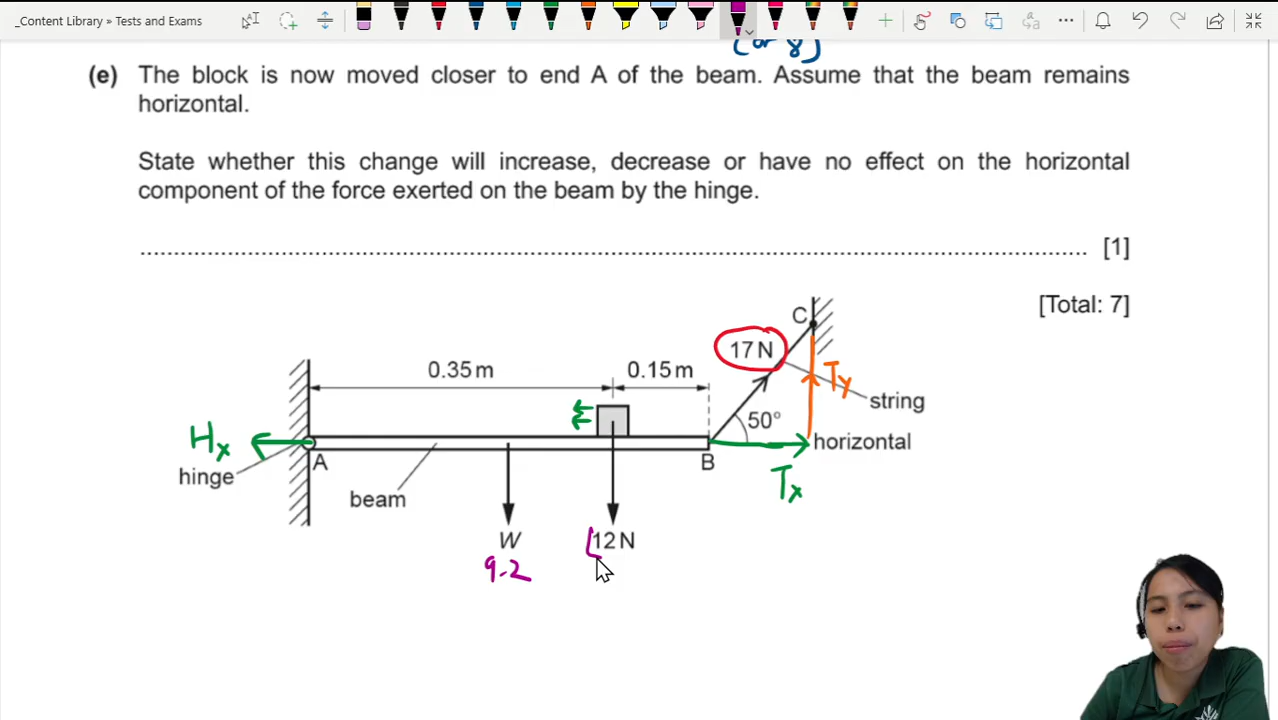 _Content Library » Tests and Exams
(or γ)
(e) The block is now moved closer to end A of the beam. Assume that the beam remains
horizontal.
State whether this change will increase, decrease or have no effect on the horizontal
component of the force exerted on the beam by the hinge.
.................................................................................................................................................. [1]
[Total: 7]
C
17 N
0.35 m
0.15 m
Ty
string
50°
Hx
horizontal
hinge
A
B
Tx
beam
W
12 N
9.2